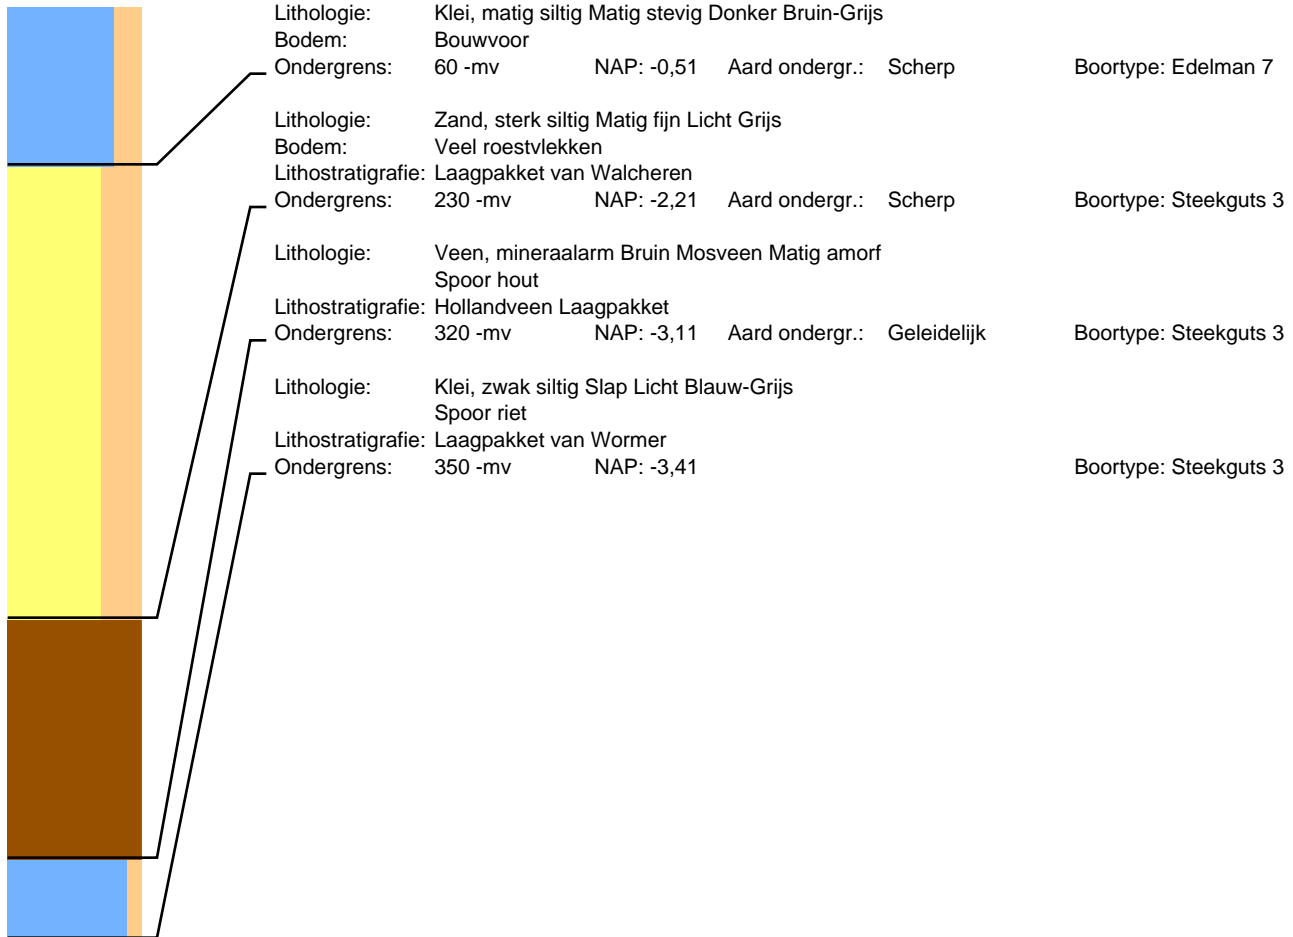 Lithologie: Klei, matig siltig Matig stevig Donker Bruin-Grijs
Bodem: Bouwvoor
Ondergrens: 60 -mv NAP: -0,51 Aard ondergr.: Scherp Boortype: Edelman 7
Lithologie: Zand, sterk siltig Matig fijn Licht Grijs
Bodem: Veel roestvlekken
Lithostratigrafie: Laagpakket van Walcheren
Ondergrens: 230 -mv NAP: -2,21 Aard ondergr.: Scherp Boortype: Steekguts 3
Lithologie: Veen, mineraalarm Bruin Mosveen Matig amorf
Spoor hout
Lithostratigrafie: Hollandveen Laagpakket
Ondergrens: 320 -mv NAP: -3,11 Aard ondergr.: Geleidelijk Boortype: Steekguts 3
Lithologie: Klei, zwak siltig Slap Licht Blauw-Grijs
Spoor riet
Lithostratigrafie: Laagpakket van Wormer
Ondergrens: 350 -mv NAP: -3,41 Boortype: Steekguts 3